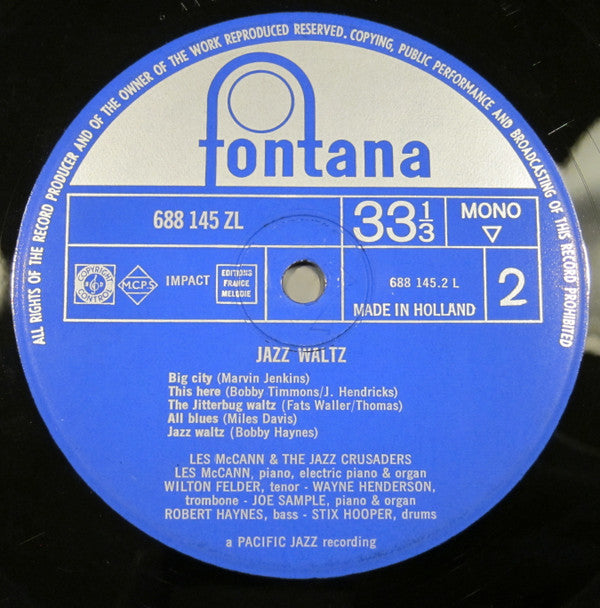 ALL RIGHTS OF THE RECORD PRODUCER AND OF THE OWNER OF THE WORK REPRODUCED RESERVED. COPYING, PUBLIC PERFORMANCE AND BROADCASTING OF THIS RECORD PROHIBITED
fontana
688 145 ZL
33 1/3
MONO
COPYRIGHT CONTROL
M.C.P.S
IMPACT
EDITIONS
FRANCE
MELODIE
688 145.2 L
MADE IN HOLLAND
2
JAZZ WALTZ
Big city (Marvin Jenkins)
This here (Bobby Timmons/J. Hendricks)
The Jitterbug waltz (Fats Waller/Thomas)
All blues (Miles Davis)
Jazz waltz (Bobby Haynes)
LES McCANN & THE JAZZ CRUSADERS
LES McCANN, piano, electric piano & organ
WILTON FELDER, tenor - WAYNE HENDERSON,
trombone - JOE SAMPLE, piano & organ
ROBERT HAYNES, bass - STIX HOOPER, drums
a PACIFIC JAZZ recording